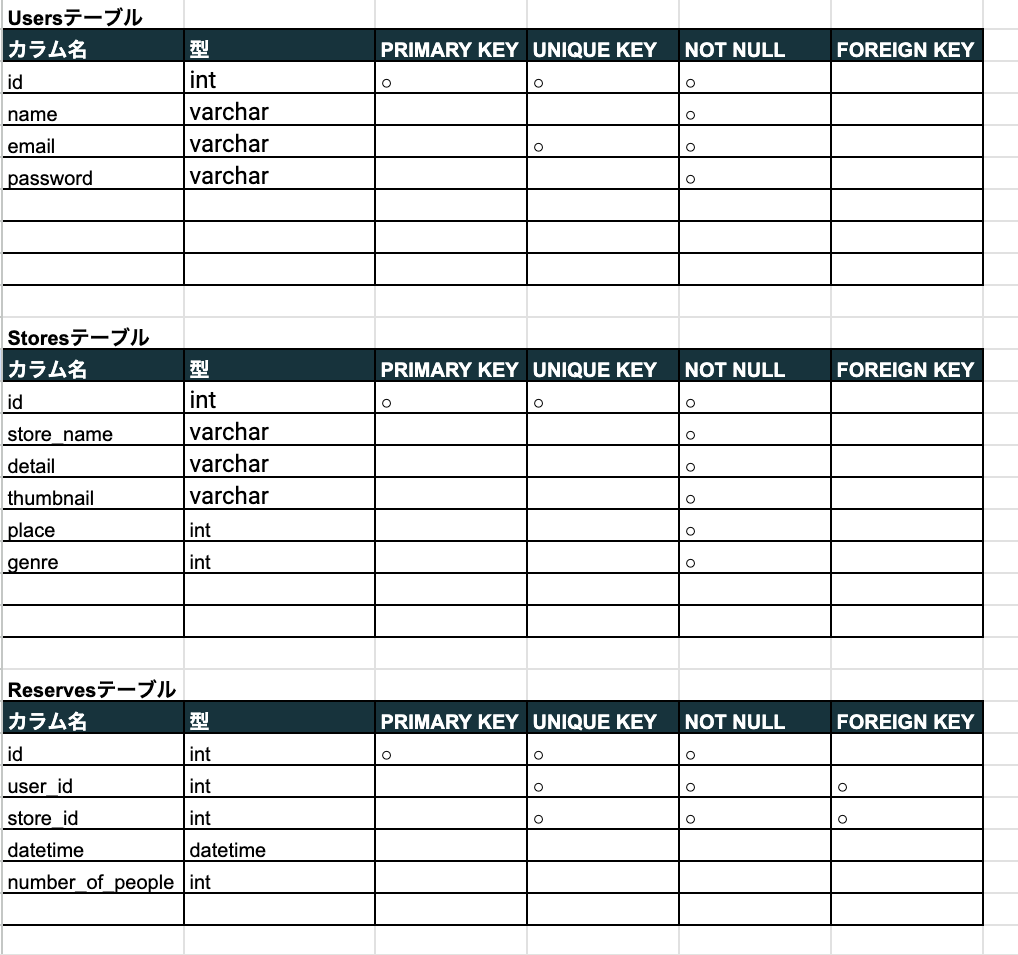 Usersテーブル
カラム名 型 PRIMARY KEY UNIQUE KEY NOT NULL FOREIGN KEY
id int ○ ○ ○
name varchar ○
email varchar ○ ○
password varchar ○
Storesテーブル
カラム名 型 PRIMARY KEY UNIQUE KEY NOT NULL FOREIGN KEY
id int ○ ○ ○
store_name varchar ○
detail varchar ○
thumbnail varchar ○
place int ○
genre int ○
Reservesテーブル
カラム名 型 PRIMARY KEY UNIQUE KEY NOT NULL FOREIGN KEY
id int ○ ○ ○
user_id int ○ ○ ○
store_id int ○ ○ ○
datetime datetime
number_of_people int